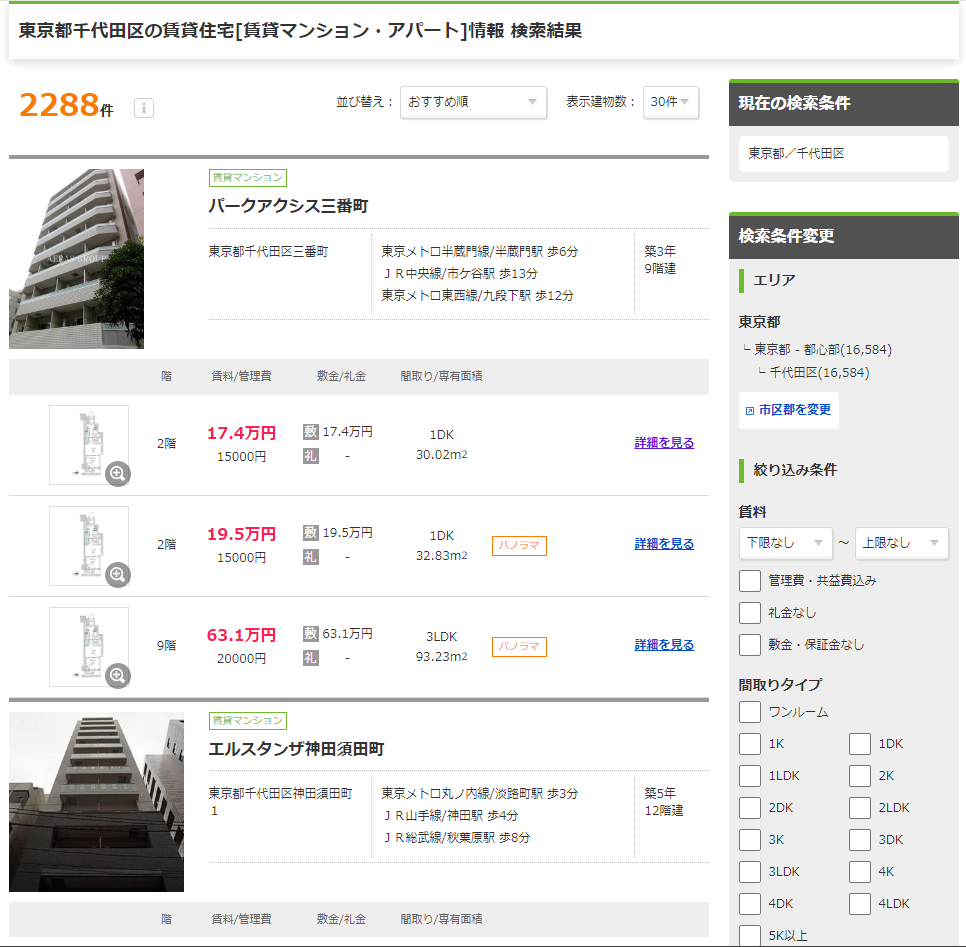 東京都千代田区の賃貸住宅[賃貸マンション・アパート]情報 検索結果
2288件
i
並び替え：
おすすめ順
表示建物数：
30件
賃貸マンション
パークアクシス三番町
東京都千代田区三番町
東京メトロ半蔵門線/半蔵門駅 歩6分
ＪＲ中央線/市ケ谷駅 歩13分
東京メトロ東西線/九段下駅 歩12分
築3年
9階建
階 賃料/管理費 敷金/礼金 間取り/専有面積
2階
17.4万円
15000円
敷 17.4万円
礼 -
1DK
30.02m2
詳細を見る
2階
19.5万円
15000円
敷 19.5万円
礼 -
1DK
32.83m2
パノラマ
詳細を見る
9階
63.1万円
20000円
敷 63.1万円
礼 -
3LDK
93.23m2
パノラマ
詳細を見る
賃貸マンション
エルスタンザ神田須田町
東京都千代田区神田須田町
１
東京メトロ丸ノ内線/淡路町駅 歩3分
ＪＲ山手線/神田駅 歩4分
ＪＲ総武線/秋葉原駅 歩8分
築5年
12階建
階 賃料/管理費 敷金/礼金 間取り/専有面積
現在の検索条件
東京都／千代田区
検索条件変更
エリア
東京都
└ 東京都 - 都心部(16,584)
└ 千代田区(16,584)
市区郡を変更
絞り込み条件
賃料
下限なし ～ 上限なし
管理費・共益費込み
礼金なし
敷金・保証金なし
間取りタイプ
ワンルーム
1K 1DK
1LDK 2K
2DK 2LDK
3K 3DK
3LDK 4K
4DK 4LDK
5K以上